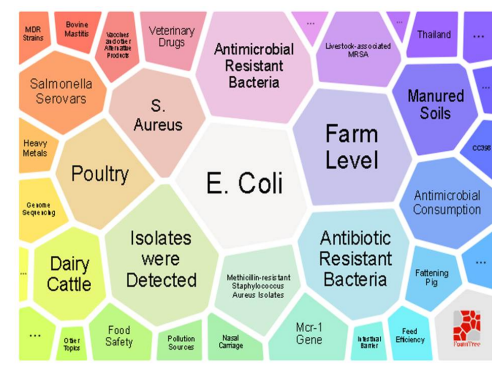 MDR
Strains
Bovine
Mastitis
Vaccines
and other
Alternative
Products
Veterinary
Drugs
Antimicrobial
Resistant
Bacteria
...
Livestock-associated
MRSA
...
Thailand
...
Salmonella
Serovars
S.
Aureus
Farm
Level
Manured
Soils
...
Heavy
Metals
Poultry
E. Coli
CC398
Genome
Sequencing
Antimicrobial
Consumption
Isolates
were
Detected
Antibiotic
Resistant
Bacteria
...
Dairy
Cattle
Methicillin-resistant
Staphylococcus
Aureus Isolates
Fattening
Pig
...
...
Other
Topics
Food
Safety
Pollution
Sources
Nasal
Carriage
Mcr-1
Gene
Intestinal
Barrier
Feed
Efficiency
FoamTree